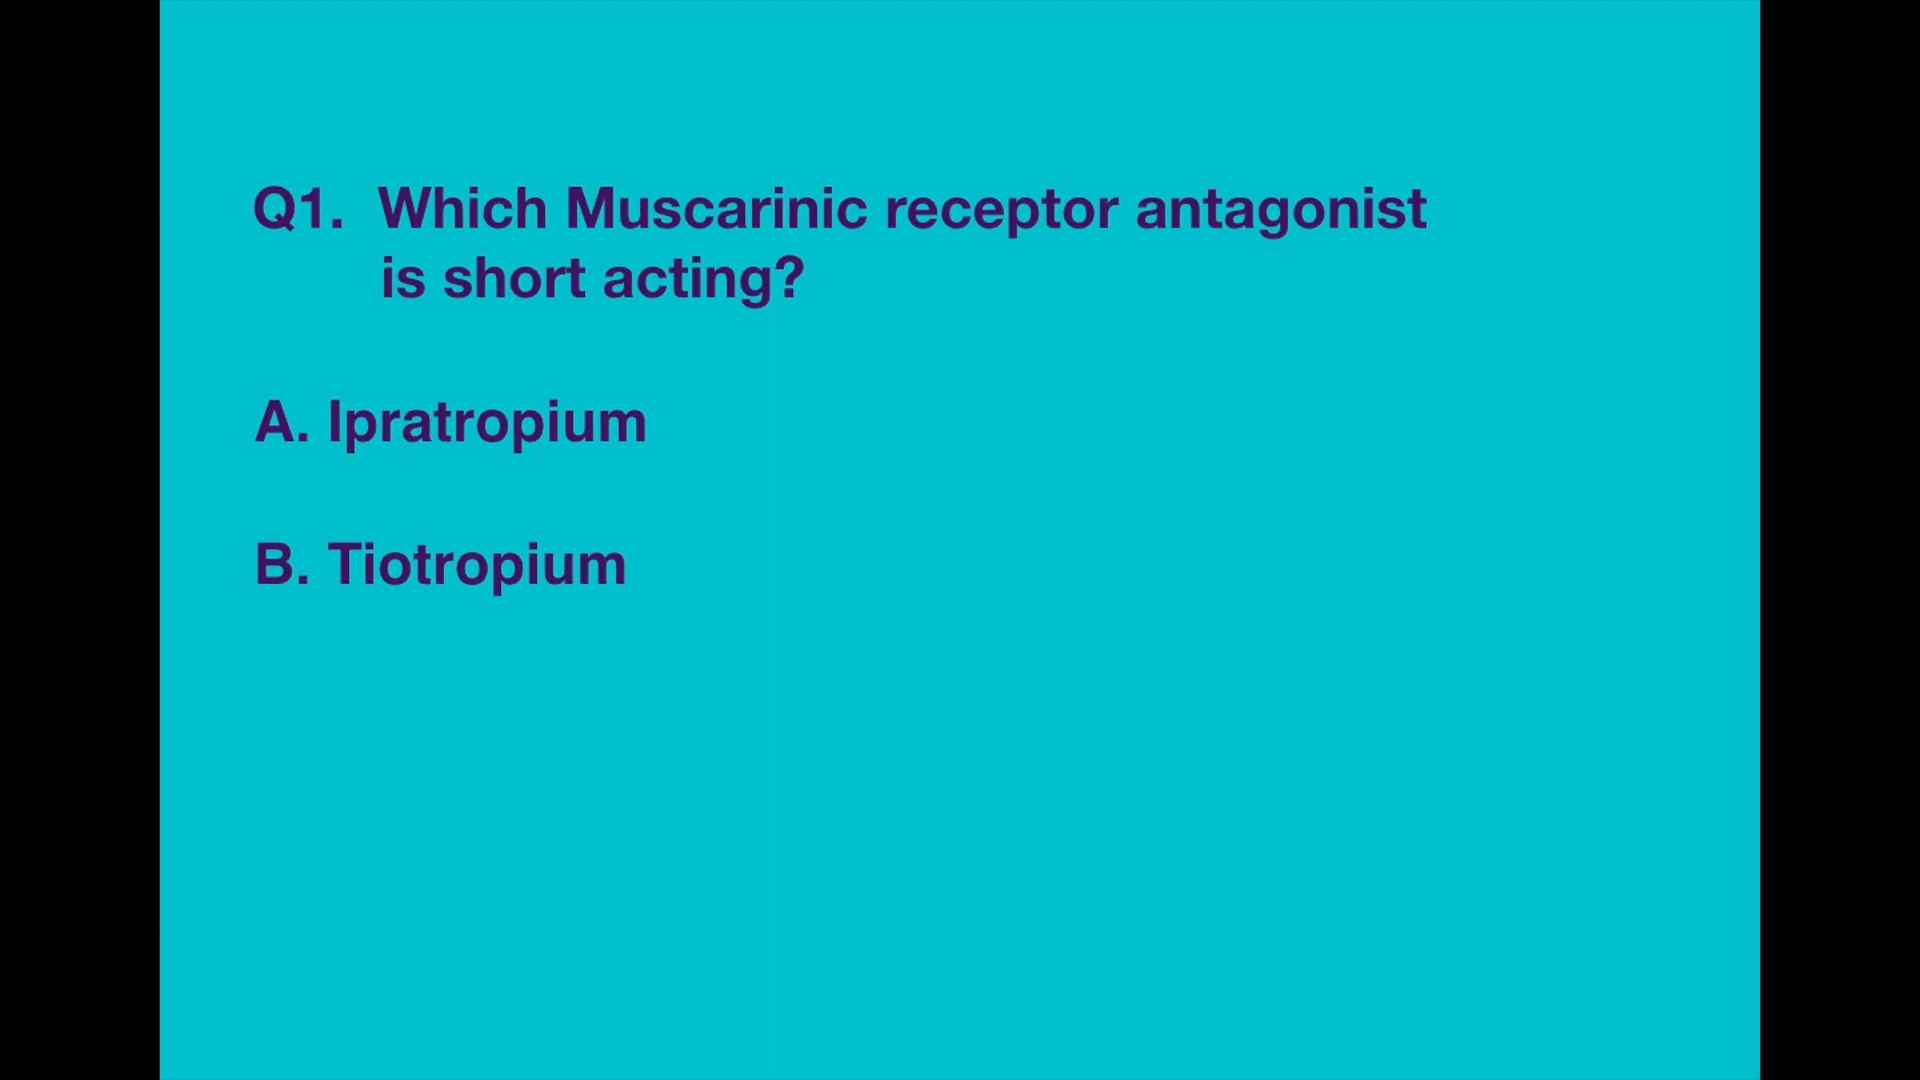 Q1. Which Muscarinic receptor antagonist
is short acting?
A. Ipratropium
B. Tiotropium